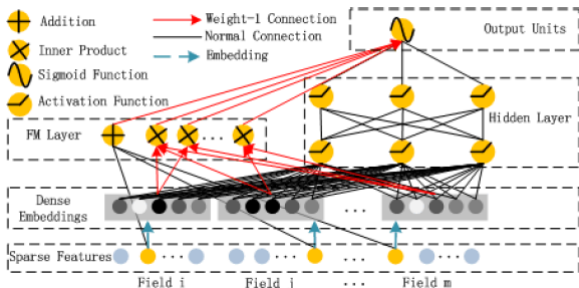 Addition
Inner Product
Sigmoid Function
Activation Function
Weight-1 Connection
Normal Connection
Embedding
Output Units
Hidden Layer
FM Layer
...
Dense
Embeddings
...
Sparse Features
... ... ... ...
Field i Field j ... Field m